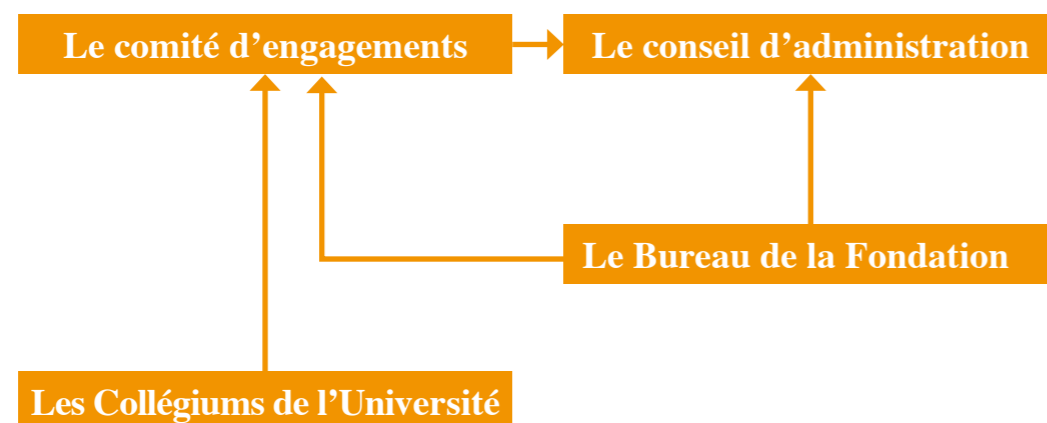 Le comité d’engagements
Le conseil d’administration
Le Bureau de la Fondation
Les Collégiums de l’Université